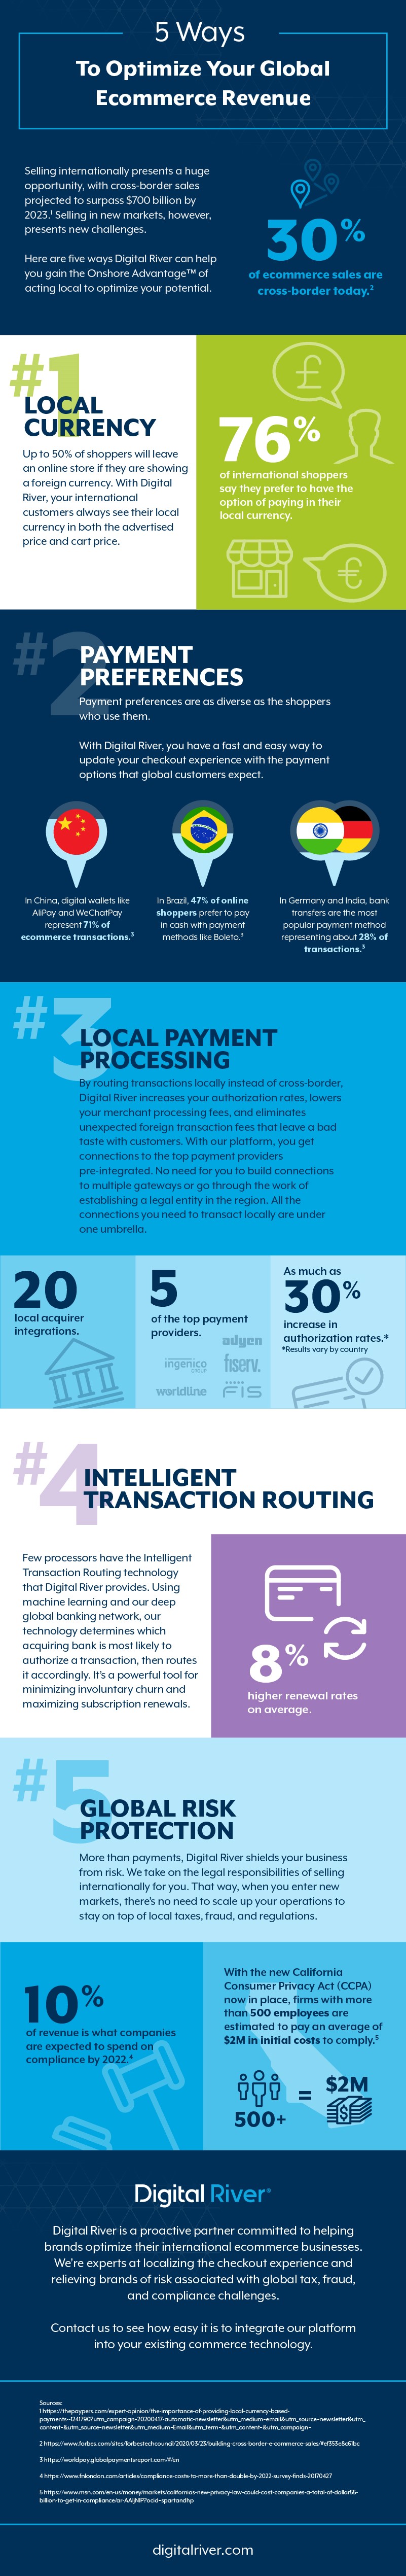 5 Ways
To Optimize Your Global
Ecommerce Revenue
Selling internationally presents a huge
opportunity, with cross-border sales
projected to surpass $700 billion by
2023.¹ Selling in new markets, however,
presents new challenges.
Here are five ways Digital River can help
you gain the Onshore Advantage™ of
acting local to optimize your potential.
30%
of ecommerce sales are
cross-border today.²
#1
LOCAL
CURRENCY
Up to 50% of shoppers will leave
an online store if they are showing
a foreign currency. With Digital
River, your international
customers always see their local
currency in both the advertised
price and cart price.
£
76%
of international shoppers
say they prefer to have the
option of paying in their
local currency.
€
#2
PAYMENT
PREFERENCES
Payment preferences are as diverse as the shoppers
who use them.
With Digital River, you have a fast and easy way to
update your checkout experience with the payment
options that global customers expect.
In China, digital wallets like
AliPay and WeChatPay
represent 71% of
ecommerce transactions.³
In Brazil, 47% of online
shoppers prefer to pay
in cash with payment
methods like Boleto.³
In Germany and India, bank
transfers are the most
popular payment method
representing about 28% of
transactions.³
#3
LOCAL PAYMENT
PROCESSING
By routing transactions locally instead of cross-border,
Digital River increases your authorization rates, lowers
your merchant processing fees, and eliminates
unexpected foreign transaction fees that leave a bad
taste with customers. With our platform, you get
connections to the top payment providers
pre-integrated. No need for you to build connections
to multiple gateways or go through the work of
establishing a legal entity in the region. All the
connections you need to transact locally are under
one umbrella.
20
local acquirer
integrations.
5
of the top payment
providers.
adyen
ingenico
GROUP
fiserv.
worldline
FIS
As much as
30%
increase in
authorization rates.*
*Results vary by country
#4
INTELLIGENT
TRANSACTION ROUTING
Few processors have the Intelligent
Transaction Routing technology
that Digital River provides. Using
machine learning and our deep
global banking network, our
technology determines which
acquiring bank is most likely to
authorize a transaction, then routes
it accordingly. It's a powerful tool for
minimizing involuntary churn and
maximizing subscription renewals.
8%
higher renewal rates
on average.
#5
GLOBAL RISK
PROTECTION
More than payments, Digital River shields your business
from risk. We take on the legal responsibilities of selling
internationally for you. That way, when you enter new
markets, there's no need to scale up your operations to
stay on top of local taxes, fraud, and regulations.
10%
of revenue is what companies
are expected to spend on
compliance by 2022.⁴
With the new California
Consumer Privacy Act (CCPA)
now in place, firms with more
than 500 employees are
estimated to pay an average of
$2M in initial costs to comply.⁵
500+
=
$2M
Digital River®
Digital River is a proactive partner committed to helping
brands optimize their international ecommerce businesses.
We're experts at localizing the checkout experience and
relieving brands of risk associated with global tax, fraud,
and compliance challenges.
Contact us to see how easy it is to integrate our platform
into your existing commerce technology.
Sources:
1 https://thepaypers.com/expert-opinion/the-importance-of-providing-local-currency-based-
payments--1241790?utm_campaign=20200417-automatic-newsletter&utm_medium=email&utm_source=newsletter&utm_
content=&utm_source=newsletter&utm_medium=Email&utm_term=&utm_content=&utm_campaign=
3 https://worldpay.globalpaymentsreport.com/#/en
4 https://www.fnlondon.com/articles/compliance-costs-to-more-than-double-by-2022-survey-finds-20170427
5 https://www.msn.com/en-us/money/markets/californias-new-privacy-law-could-cost-companies-a-total-of-dollar55-
digitalriver.com